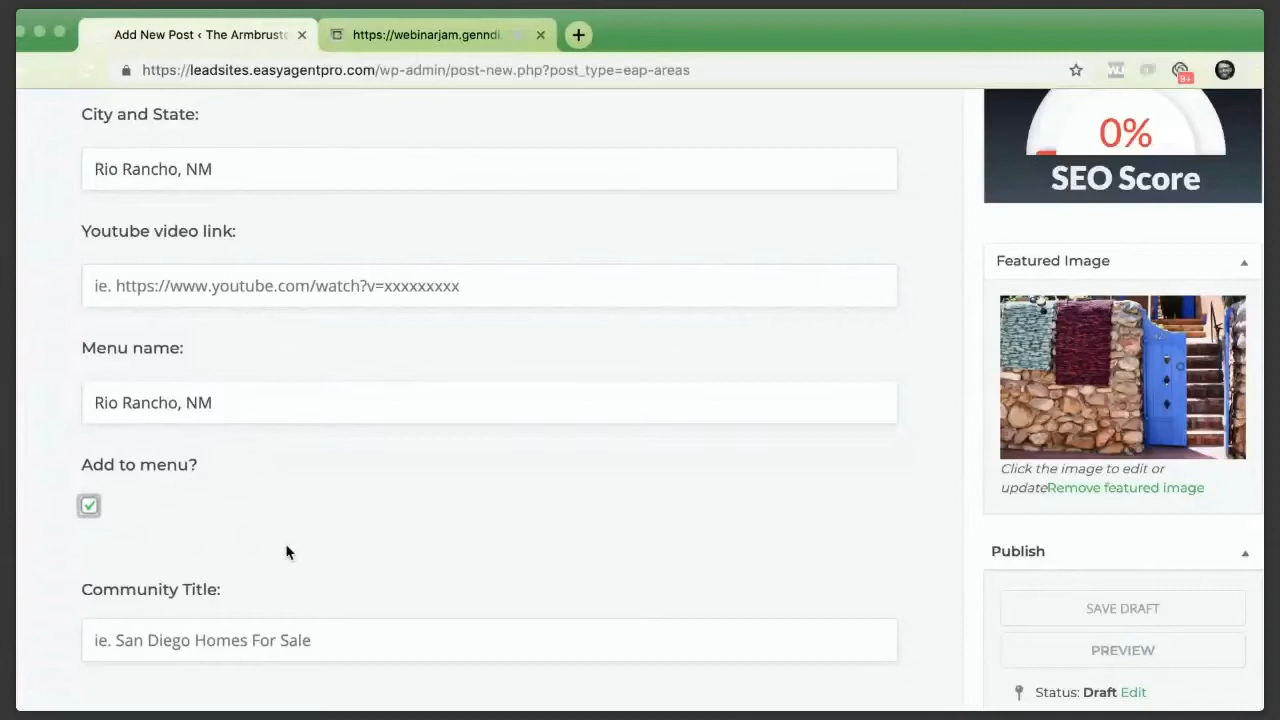 Add New Post ‹ The Armbrust
https://webinarjam.genndi.
https://leadsites.easyagentpro.com/wp-admin/post-new.php?post_type=eap-areas
9+
City and State:
Rio Rancho, NM
Youtube video link:
ie. https://www.youtube.com/watch?v=xxxxxxxxx
Menu name:
Rio Rancho, NM
Add to menu?
Community Title:
ie. San Diego Homes For Sale
0%
SEO Score
Featured Image
Click the image to edit or
updateRemove featured image
Publish
SAVE DRAFT
PREVIEW
Status: Draft Edit